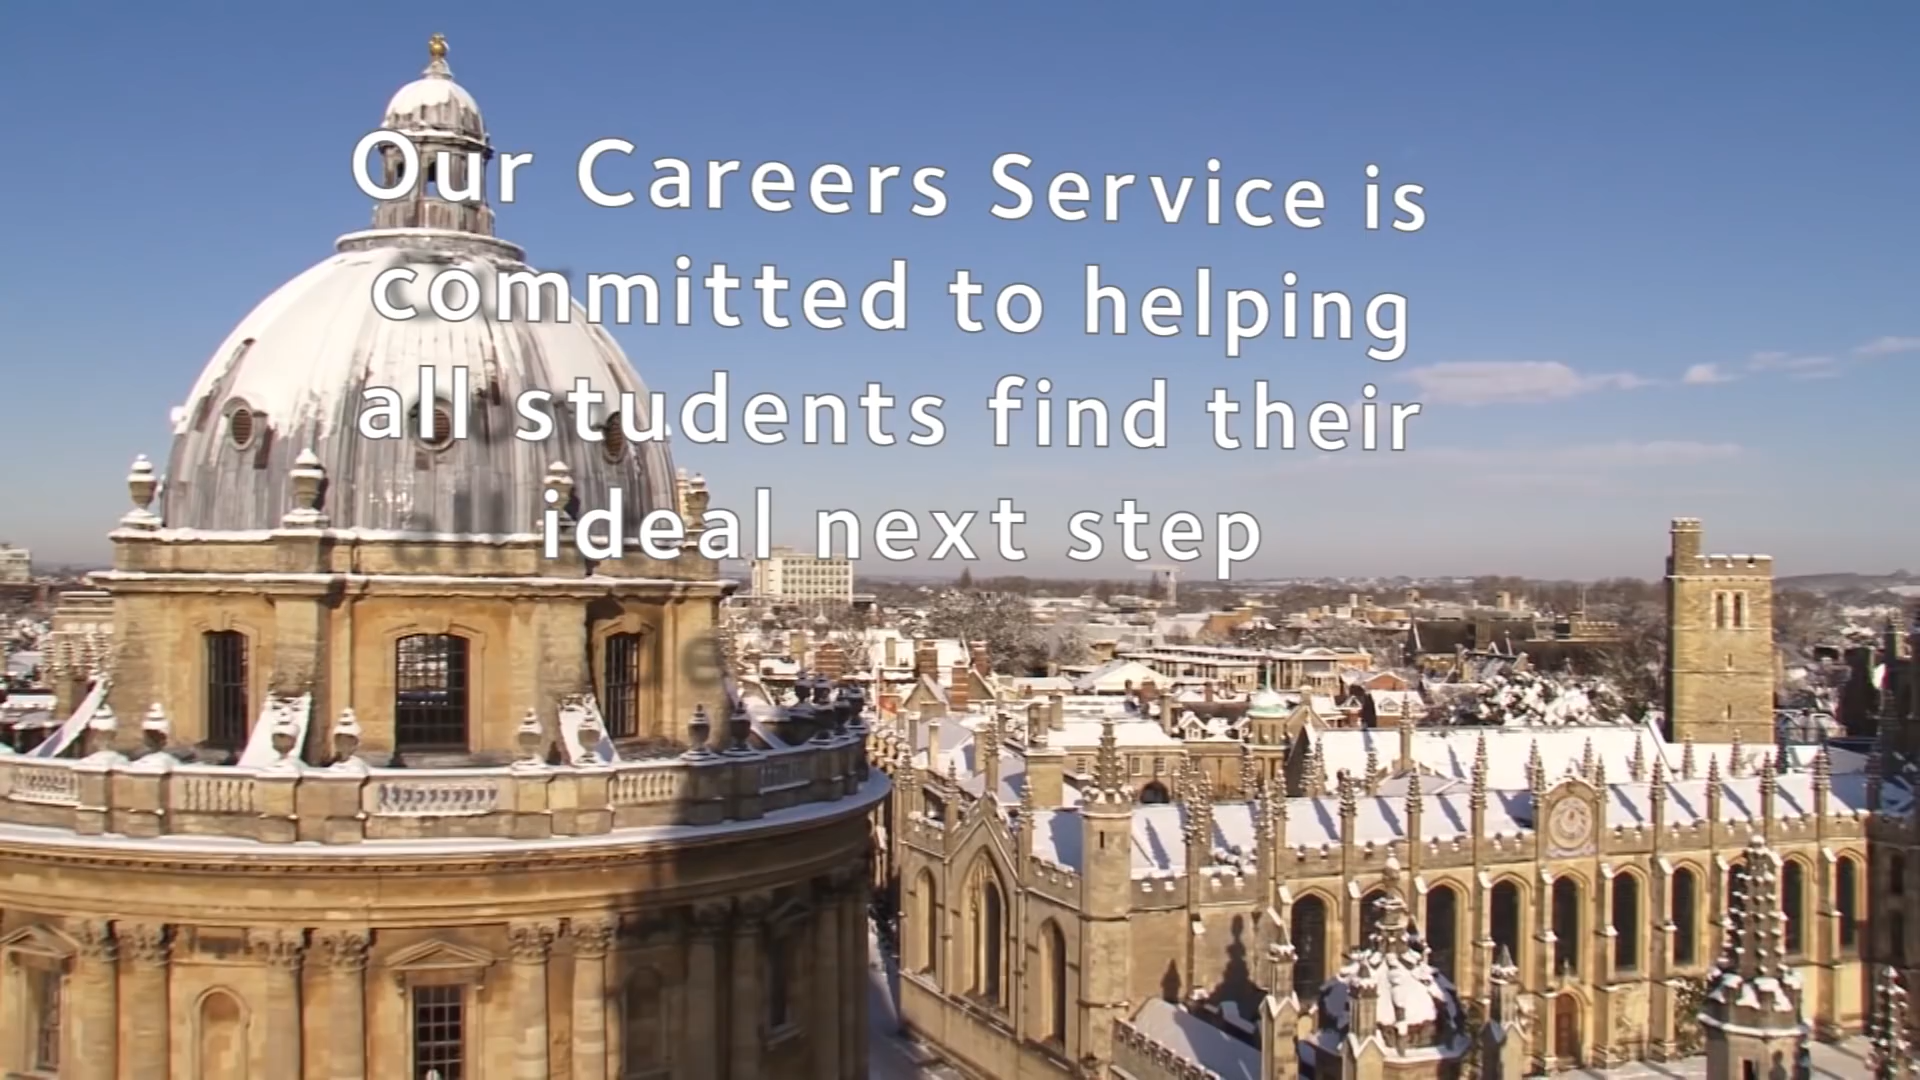 Our Careers Service is
committed to helping
all students find their
ideal next step